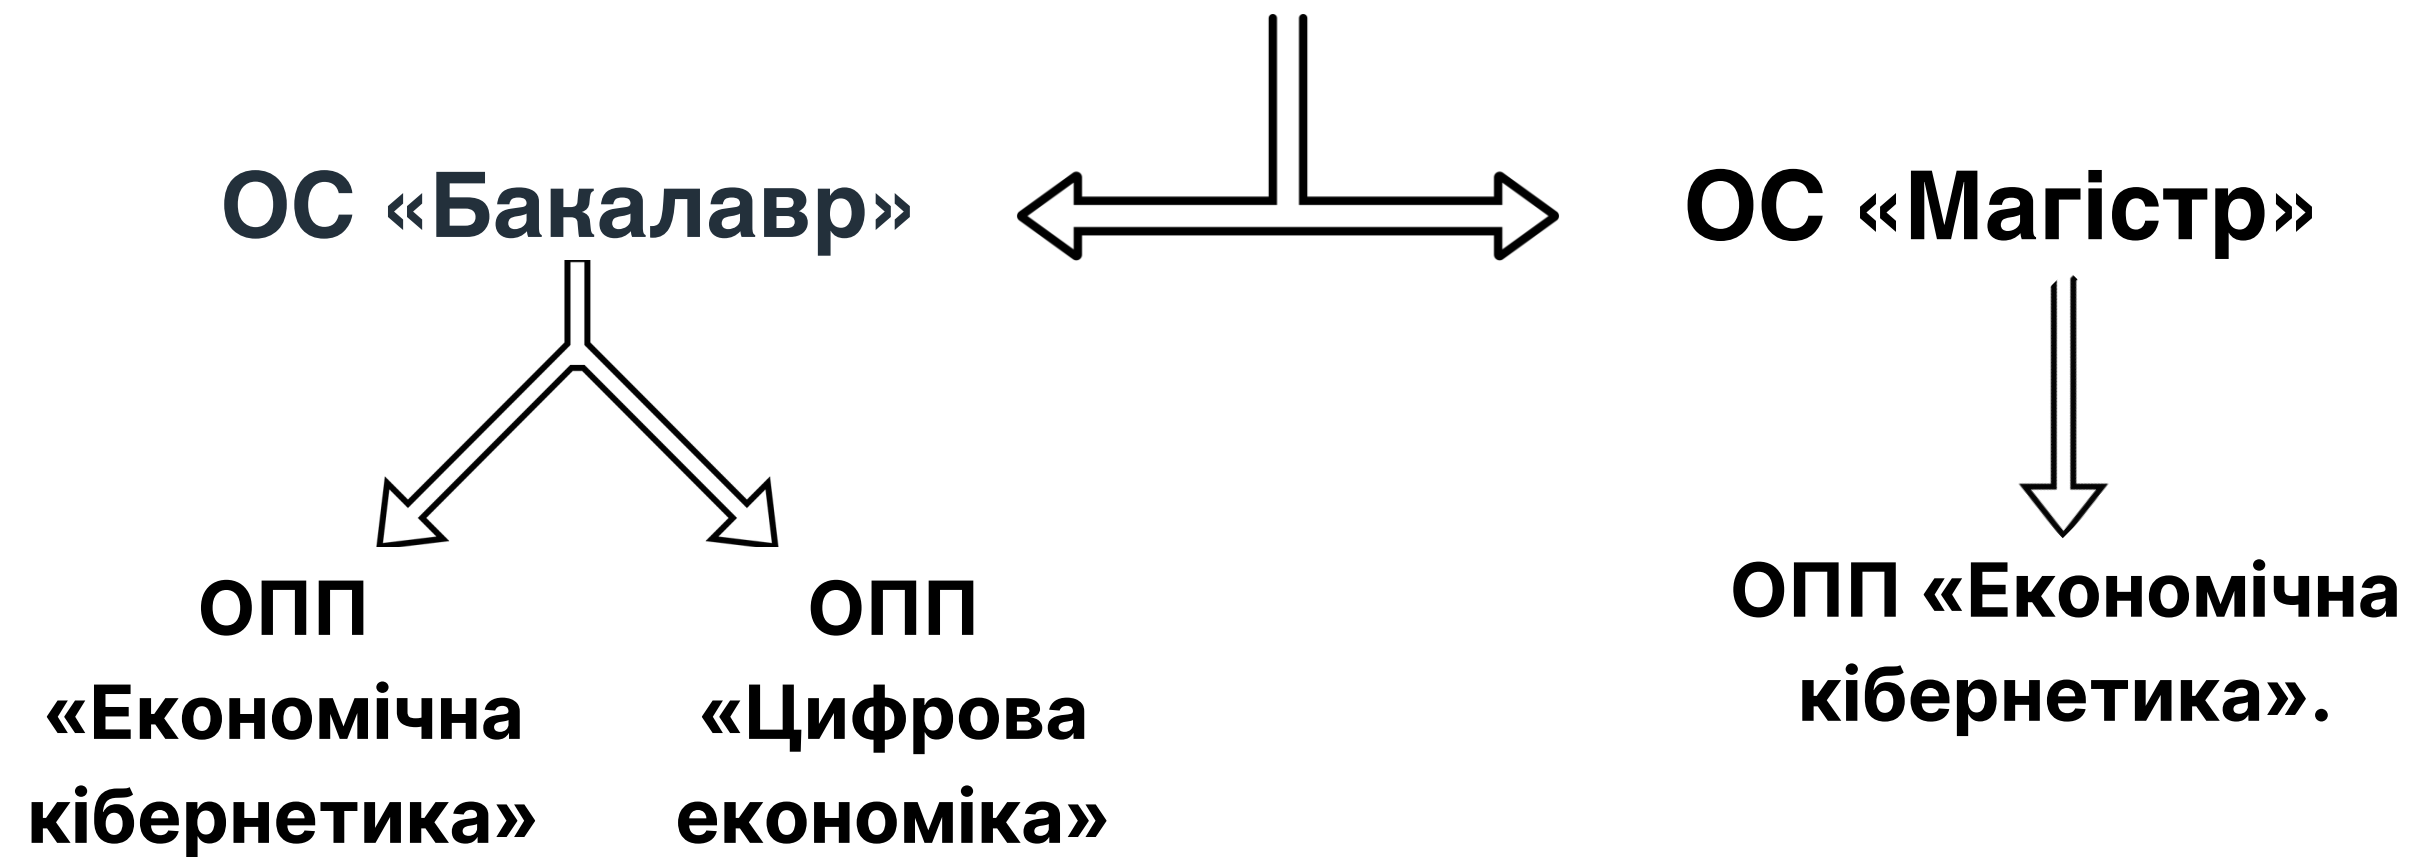 ОС «Бакалавр»
ОС «Магістр»
ОПП
«Економічна
кібернетика»
ОПП
«Цифрова
економіка»
ОПП «Економічна
кібернетика».